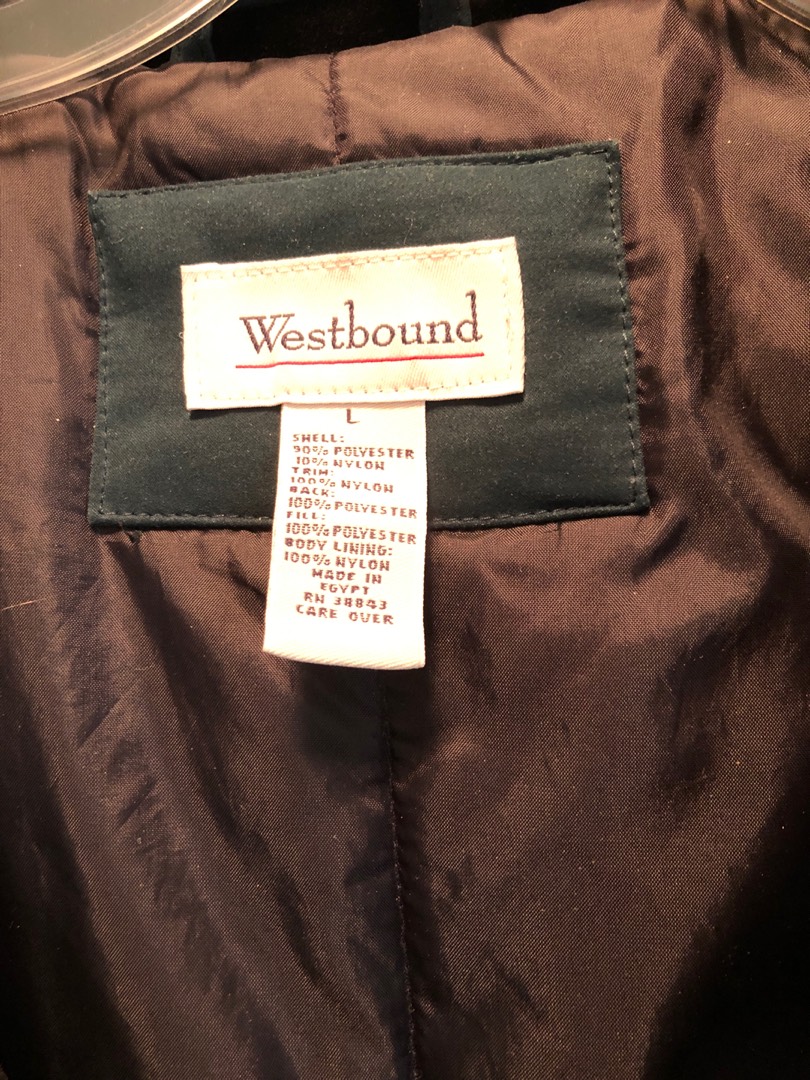 Westbound
L
SHELL:
90% POLYESTER
10% NYLON
TRIM:
100% NYLON
BACK:
100% POLYESTER
FILL:
100% POLYESTER
BODY LINING:
100% NYLON
MADE IN
EGYPT
RN 38843
CARE OVER